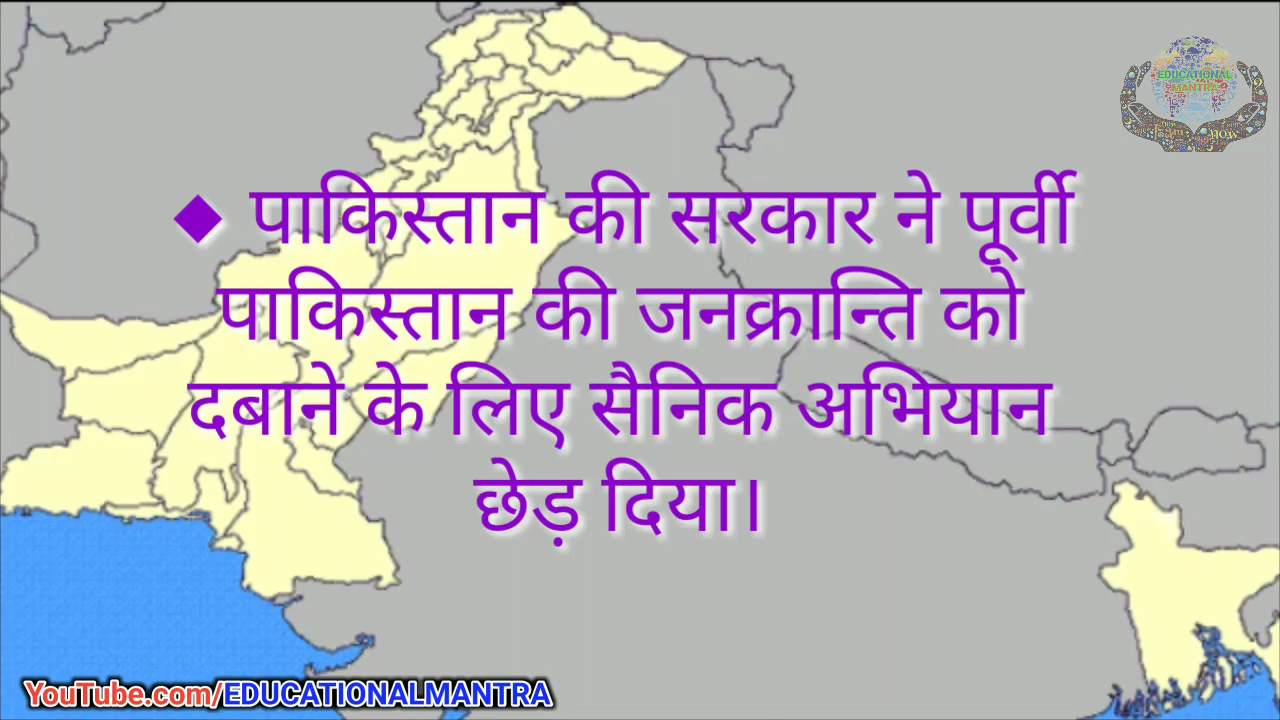 EDUCATIONAL
MANTRA
◆ पाकिस्तान की सरकार ने पूर्वी
पाकिस्तान की जनक्रान्ति को
दबाने के लिए सैनिक अभियान
छेड़ दिया।
YouTube.com/EDUCATIONALMANTRA